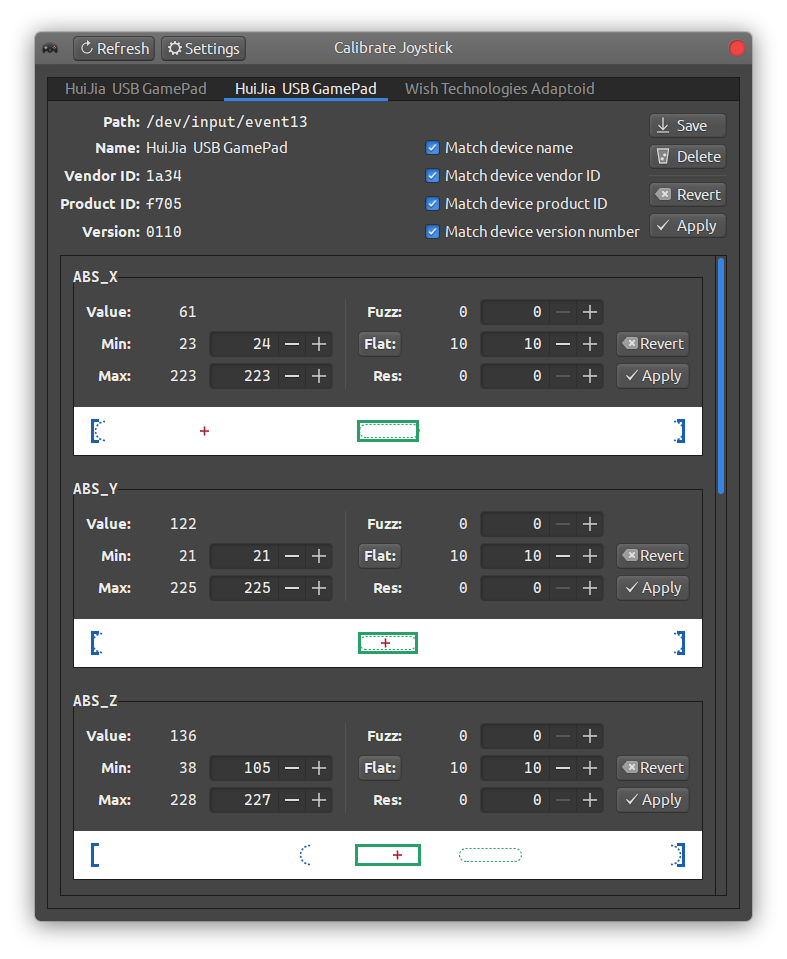 Refresh Settings Calibrate Joystick
HuiJia  USB GamePad HuiJia  USB GamePad Wish Technologies Adaptoid
Path: /dev/input/event13
Name: HuiJia  USB GamePad
Vendor ID: 1a34
Product ID: f705
Version: 0110
Match device name
Match device vendor ID
Match device product ID
Match device version number
Save
Delete
Revert
Apply
ABS_X
Value: 61 Fuzz: 0 0 − +
Min: 23 24 − + Flat: 10 10 − + Revert
Max: 223 223 − + Res: 0 0 − + Apply
ABS_Y
Value: 122 Fuzz: 0 0 − +
Min: 21 21 − + Flat: 10 10 − + Revert
Max: 225 225 − + Res: 0 0 − + Apply
ABS_Z
Value: 136 Fuzz: 0 0 − +
Min: 38 105 − + Flat: 10 10 − + Revert
Max: 228 227 − + Res: 0 0 − + Apply